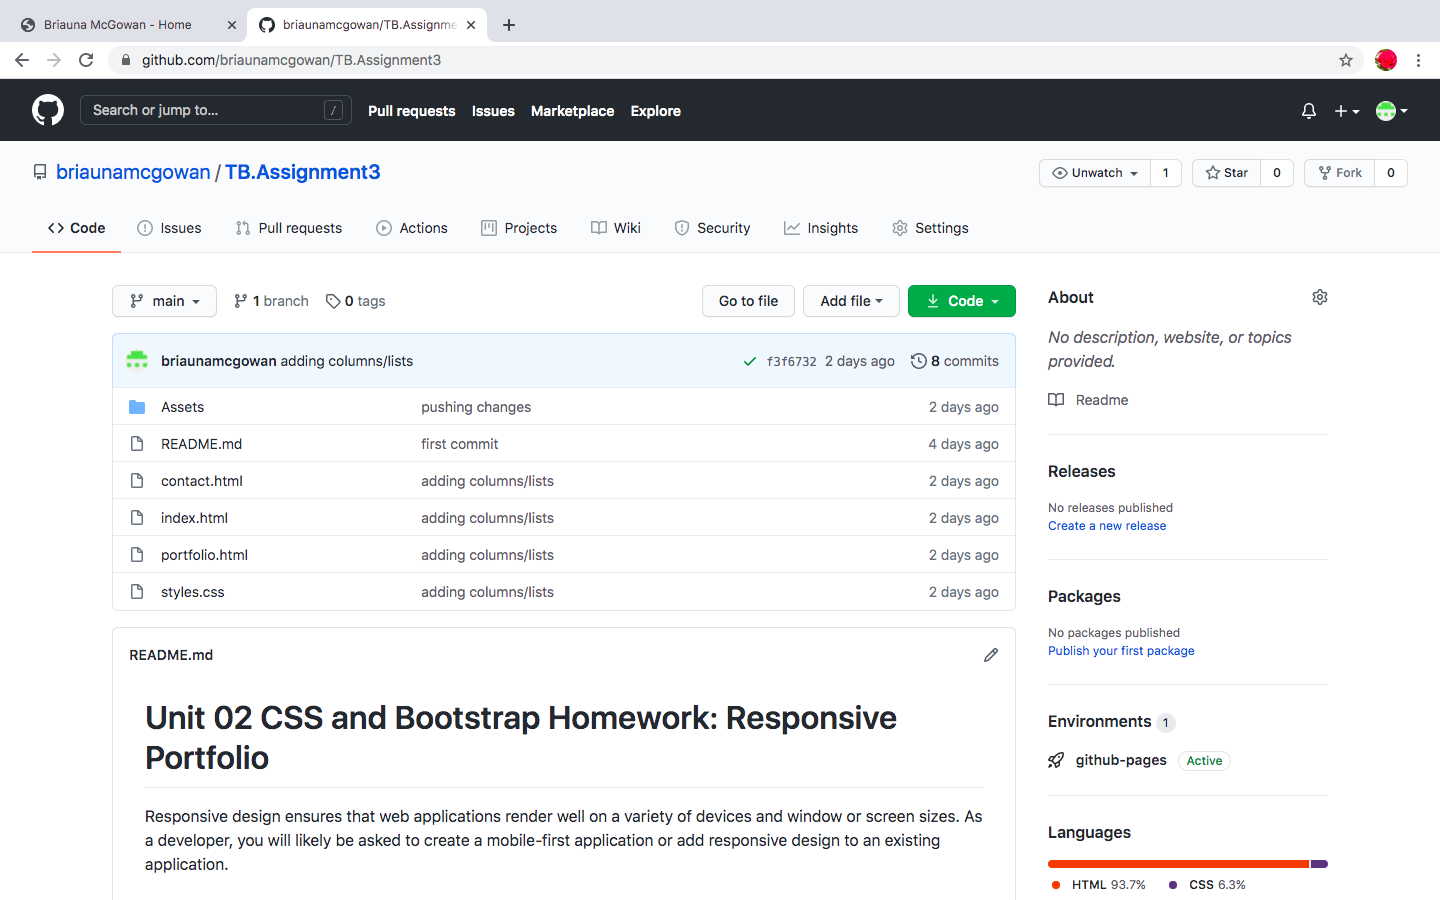 Briauna McGowan - Home
briaunamcgowan/TB.Assignme
github.com/briaunamcgowan/TB.Assignment3
Search or jump to... / Pull requests Issues Marketplace Explore
briaunamcgowan / TB.Assignment3 Unwatch 1 Star 0 Fork 0
Code Issues Pull requests Actions Projects Wiki Security Insights Settings
main 1 branch 0 tags Go to file Add file Code
briaunamcgowan adding columns/lists f3f6732 2 days ago 8 commits
Assets pushing changes 2 days ago
README.md first commit 4 days ago
contact.html adding columns/lists 2 days ago
index.html adding columns/lists 2 days ago
portfolio.html adding columns/lists 2 days ago
styles.css adding columns/lists 2 days ago
README.md
Unit 02 CSS and Bootstrap Homework: Responsive
Portfolio
Responsive design ensures that web applications render well on a variety of devices and window or screen sizes. As
a developer, you will likely be asked to create a mobile-first application or add responsive design to an existing
application.
About
No description, website, or topics
provided.
Readme
Releases
No releases published
Create a new release
Packages
No packages published
Publish your first package
Environments 1
github-pages Active
Languages
HTML 93.7% CSS 6.3%